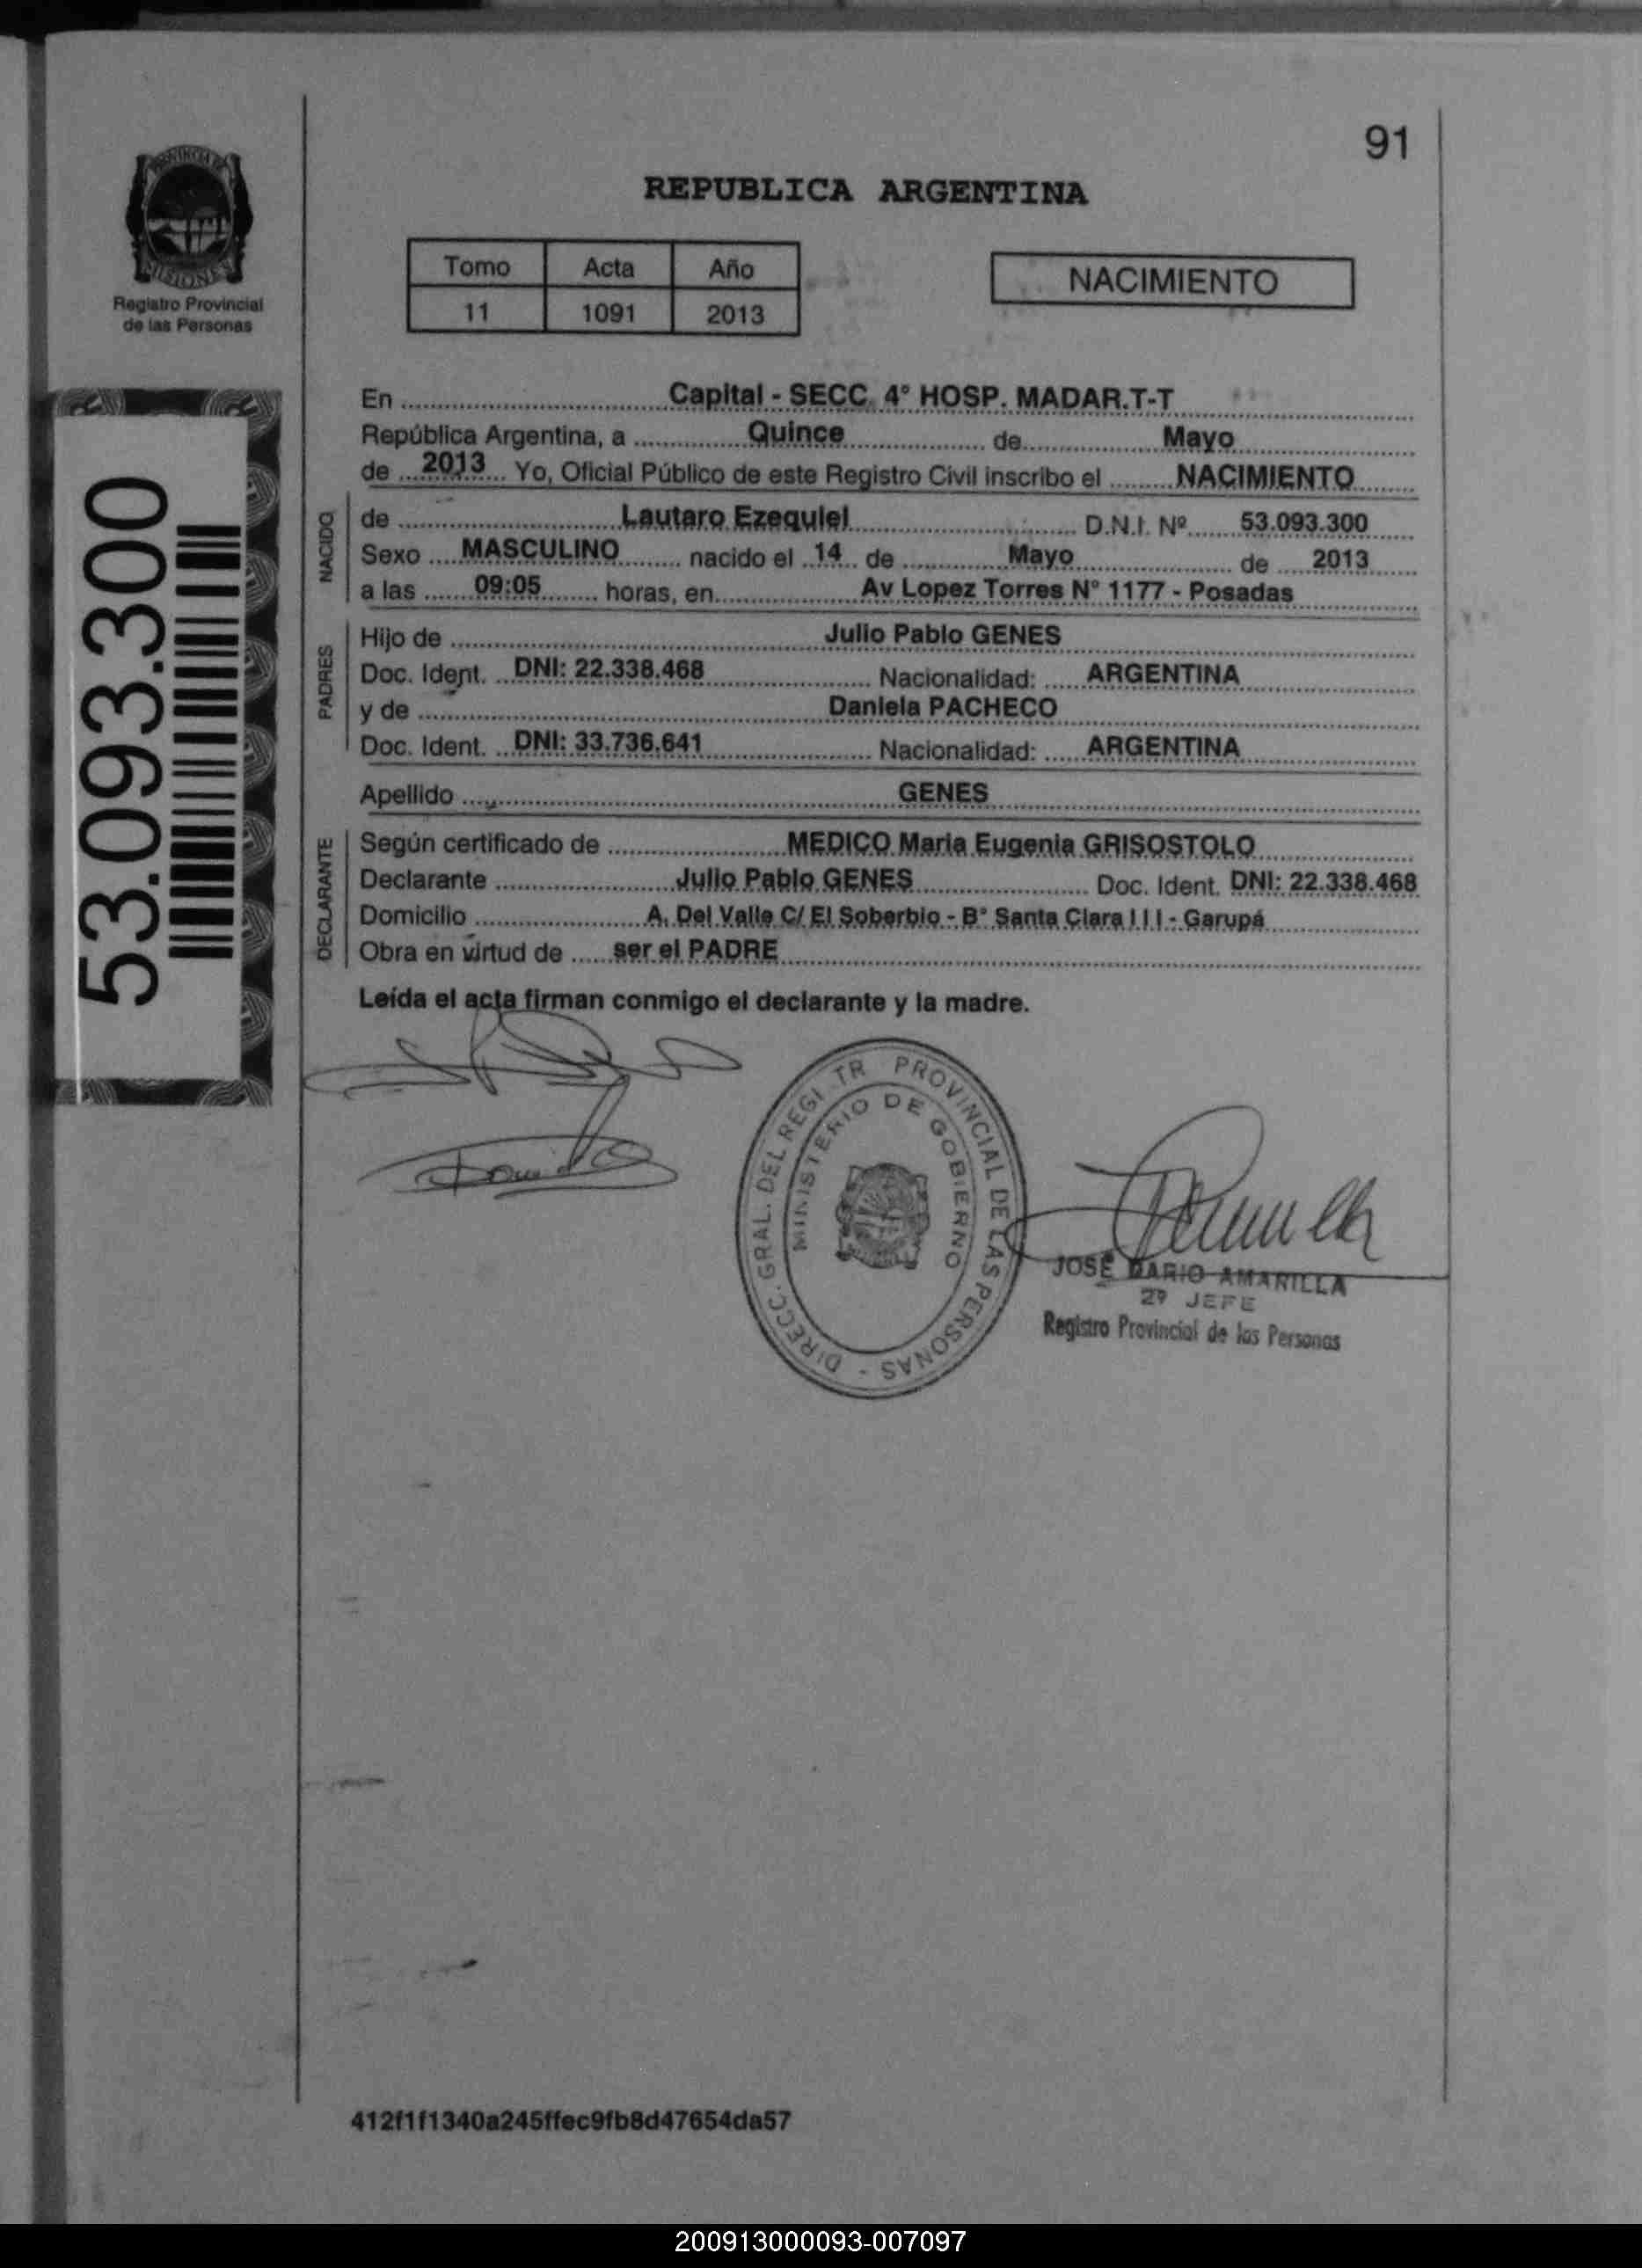 91
PROVINCIA DE
MISIONES
Registro Provincial
de las Personas
REPUBLICA ARGENTINA
Tomo Acta Año
11 1091 2013
NACIMIENTO
53.093.300
En Capital - SECC. 4° HOSP. MADAR.T-T
República Argentina, a Quince de Mayo
de 2013 Yo, Oficial Público de este Registro Civil inscribo el NACIMIENTO
NACIDO
de Lautaro Ezequiel D.N.I. Nº 53.093.300
Sexo MASCULINO nacido el 14 de Mayo de 2013
a las 09:05 horas, en Av Lopez Torres N° 1177 - Posadas
PADRES
Hijo de Julio Pablo GENES
Doc. Ident. DNI: 22.338.468 Nacionalidad: ARGENTINA
y de Daniela PACHECO
Doc. Ident. DNI: 33.736.641 Nacionalidad: ARGENTINA
Apellido GENES
DECLARANTE
Según certificado de MEDICO Maria Eugenia GRISOSTOLO
Declarante Julio Pablo GENES Doc. Ident. DNI: 22.338.468
Domicilio A. Del Valle C/ El Soberbio - B° Santa Clara I I I - Garupá
Obra en virtud de ser el PADRE
Leída el acta firman conmigo el declarante y la madre.
DIRECC. GRAL. DEL REGI TR PROVINCIAL DE LAS PERSONAS -
MINISTERIO DE GOBIERNO
JOSÉ DARIO AMARILLA
2º JEFE
Registro Provincial de las Personas
412f1f1340a245ffec9fb8d47654da57
200913000093-007097